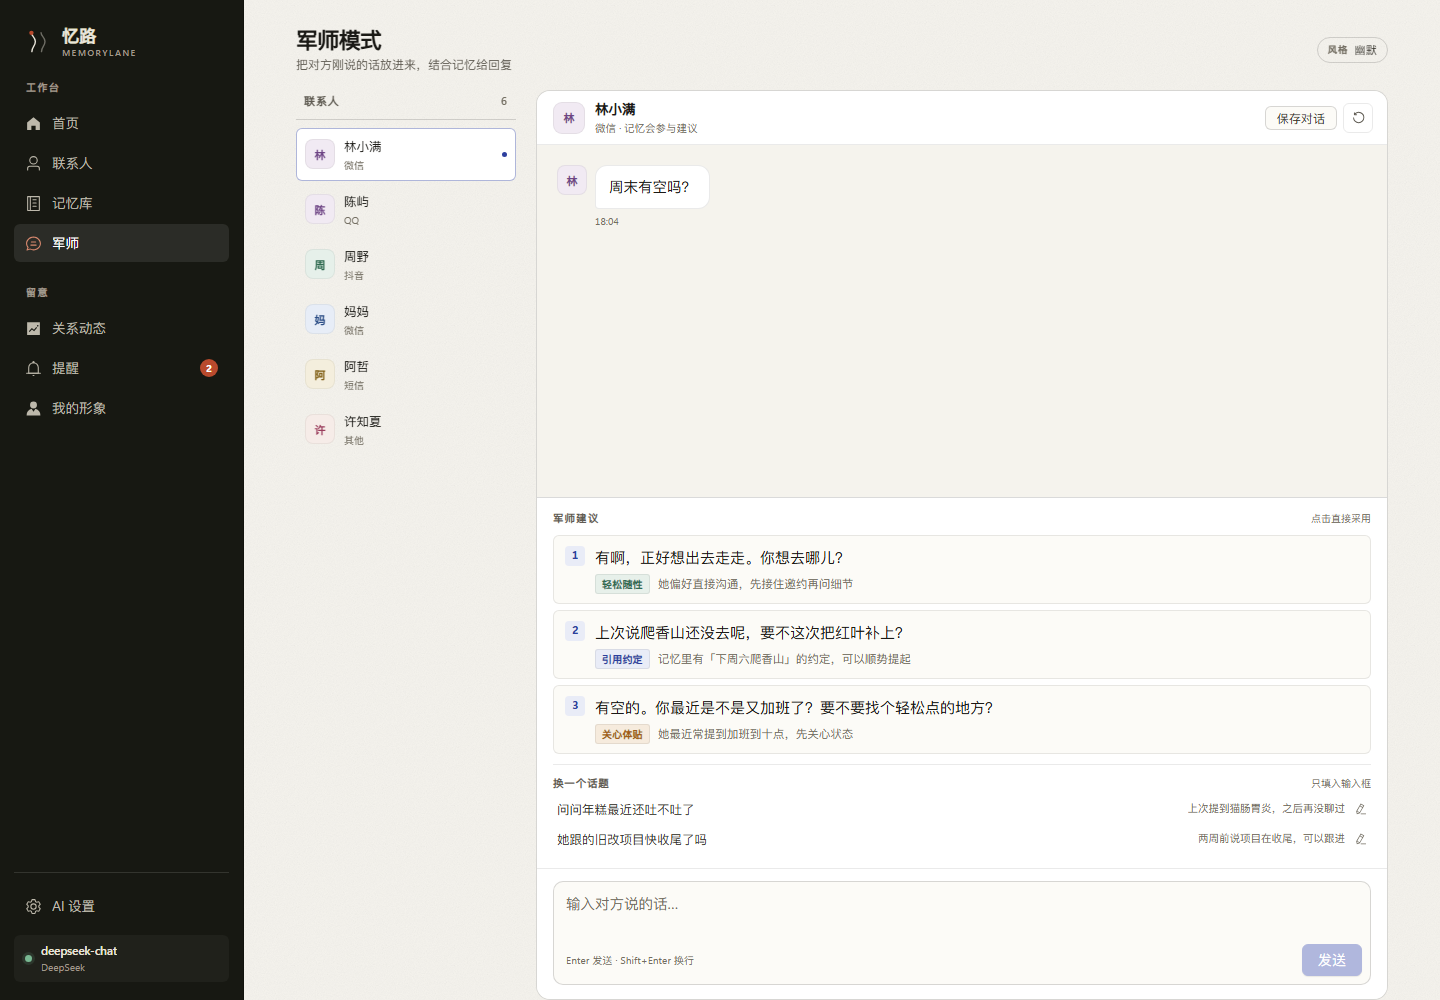 忆路
MEMORYLANE
工作台
首页
联系人
记忆库
军师
留意
关系动态
提醒
2
我的形象
AI 设置
deepseek-chat
DeepSeek
军师模式
把对方刚说的话放进来，结合记忆给回复
风格 幽默
联系人 6
林
林小满
微信
陈
陈屿
QQ
周
周野
抖音
妈
妈妈
微信
阿
阿哲
短信
许
许知夏
其他
林
林小满
微信 · 记忆会参与建议
保存对话
林
周末有空吗？
18:04
军师建议
点击直接采用
1
有啊，正好想出去走走。你想去哪儿？
轻松随性 她偏好直接沟通，先接住邀约再问细节
2
上次说爬香山还没去呢，要不这次把红叶补上？
引用约定 记忆里有「下周六爬香山」的约定，可以顺势提起
3
有空的。你最近是不是又加班了？要不要找个轻松点的地方？
关心体贴 她最近常提到加班到十点，先关心状态
换一个话题
只填入输入框
问问年糕最近还吐不吐了
上次提到猫肠胃炎，之后再没聊过
她跟的旧改项目快收尾了吗
两周前说项目在收尾，可以跟进
输入对方说的话...
Enter 发送 · Shift+Enter 换行
发送